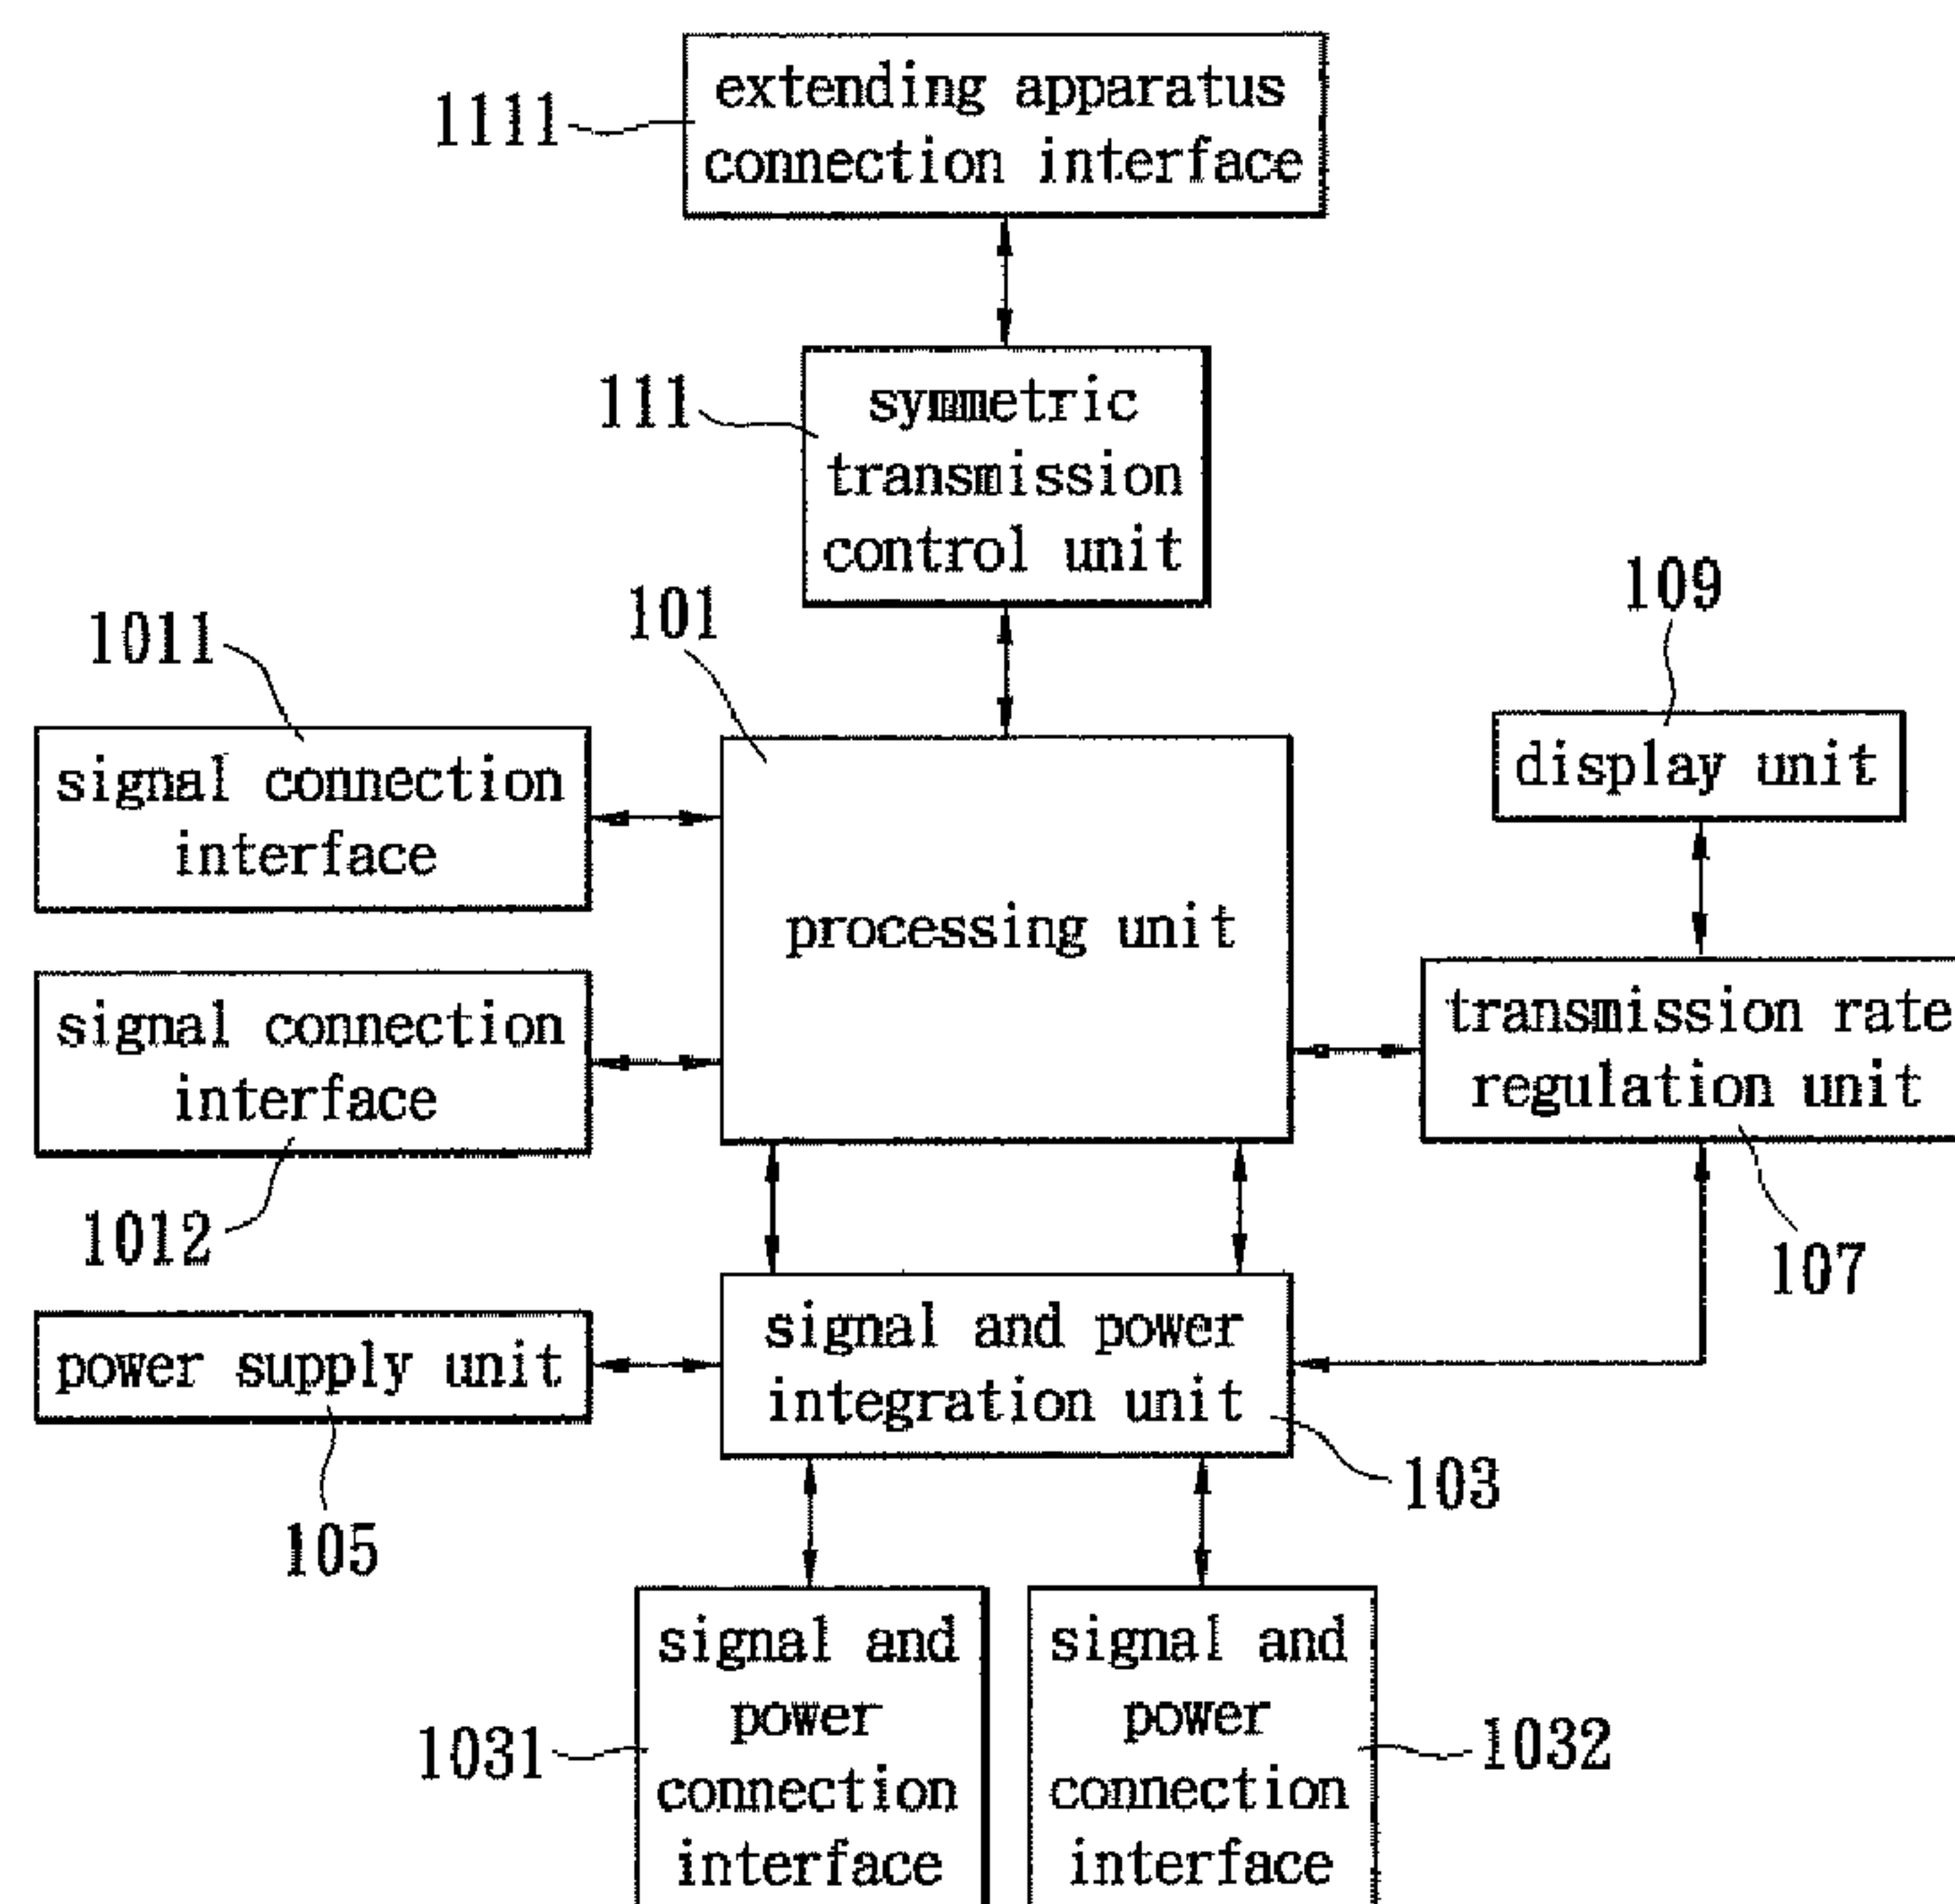 1111
extending apparatus
connection interface
111
symmetric
transmission
control unit
101
109
1011
display unit
signal connection
interface
processing unit
signal connection
interface
transmission rate
regulation unit
1012
107
power supply unit
signal and power
integration unit
103
105
signal and
power
connection
interface
signal and
power
connection
interface
1031
1032